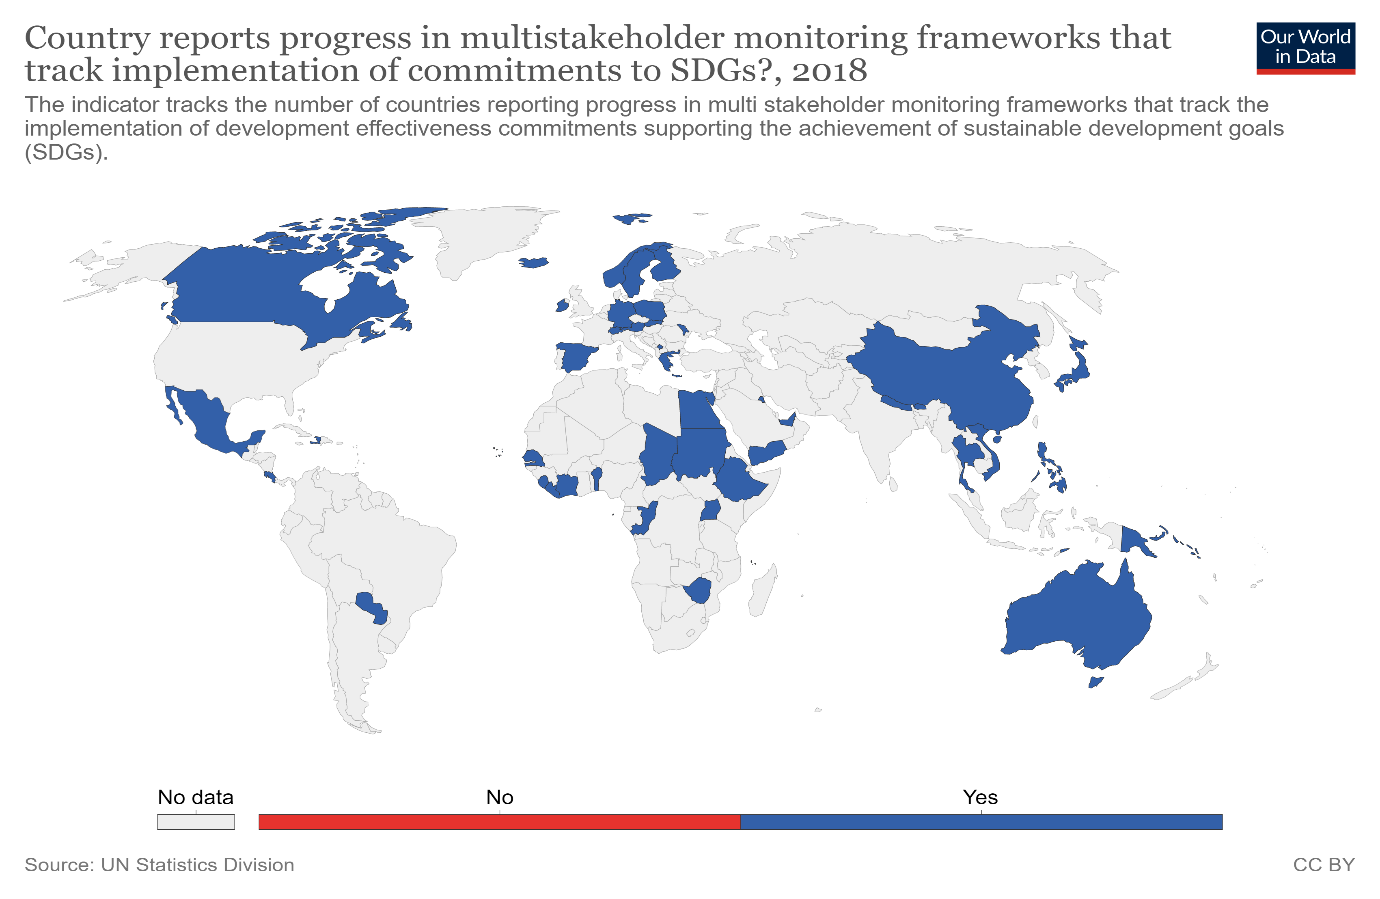 Country reports progress in multistakeholder monitoring frameworks that
track implementation of commitments to SDGs?, 2018
Our World
in Data
The indicator tracks the number of countries reporting progress in multi stakeholder monitoring frameworks that track the
implementation of development effectiveness commitments supporting the achievement of sustainable development goals
(SDGs).
No data
No
Yes
Source: UN Statistics Division
CC BY